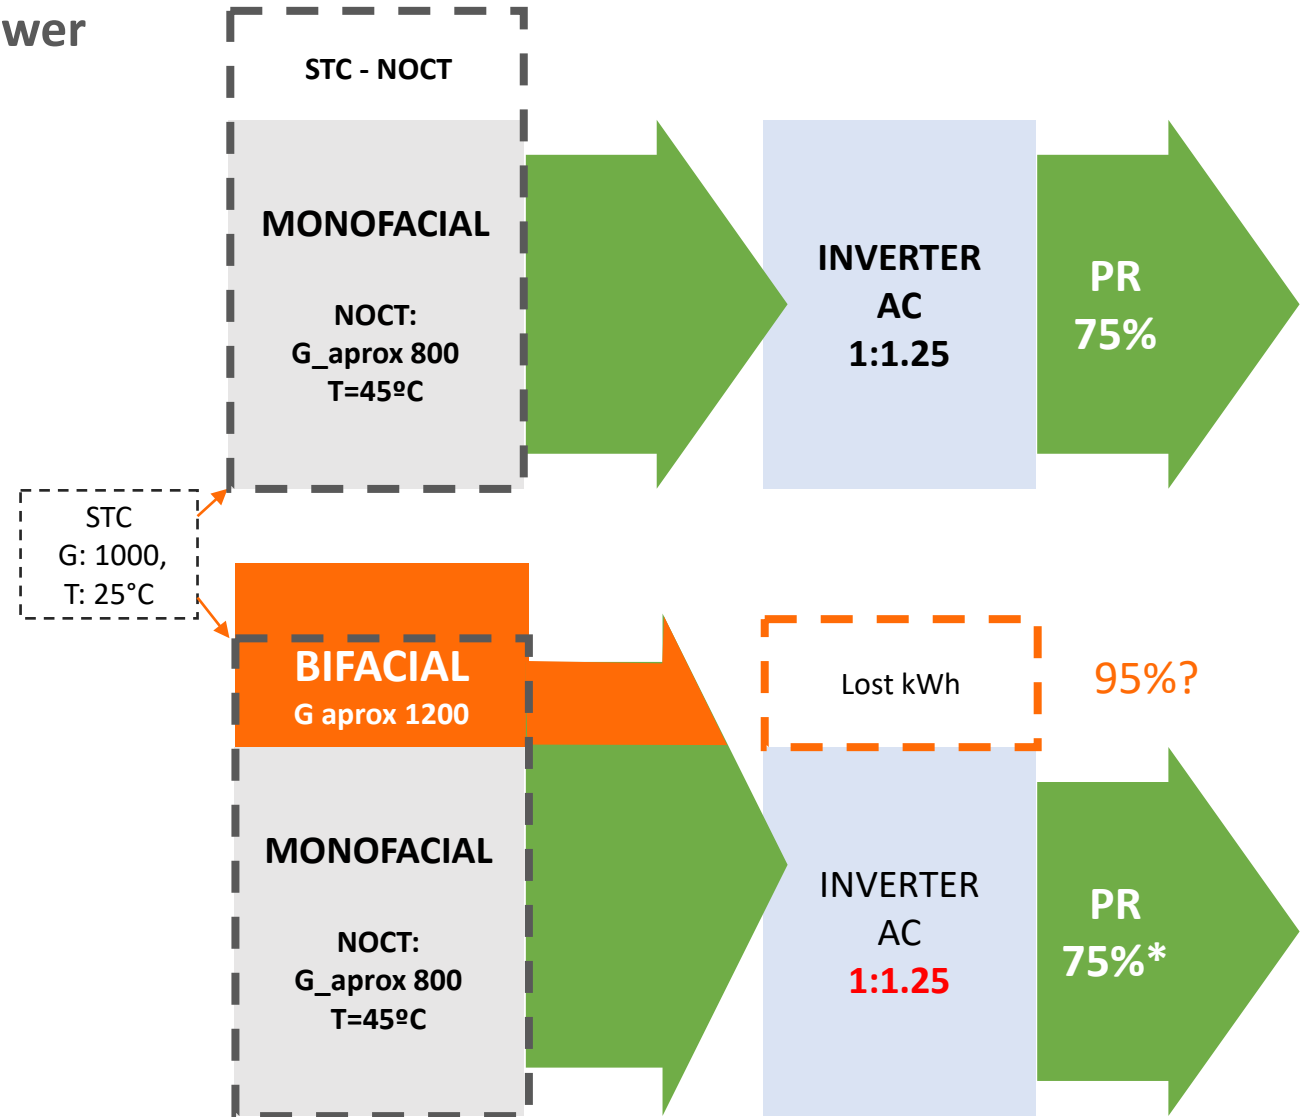 wer
STC - NOCT
MONOFACIAL
NOCT:
G_aprox 800
T=45ºC
INVERTER
AC
1:1.25
PR
75%
STC
G: 1000,
T: 25°C
BIFACIAL
G aprox 1200
MONOFACIAL
NOCT:
G_aprox 800
T=45ºC
Lost kWh
95%?
INVERTER
AC
1:1.25
PR
75%*